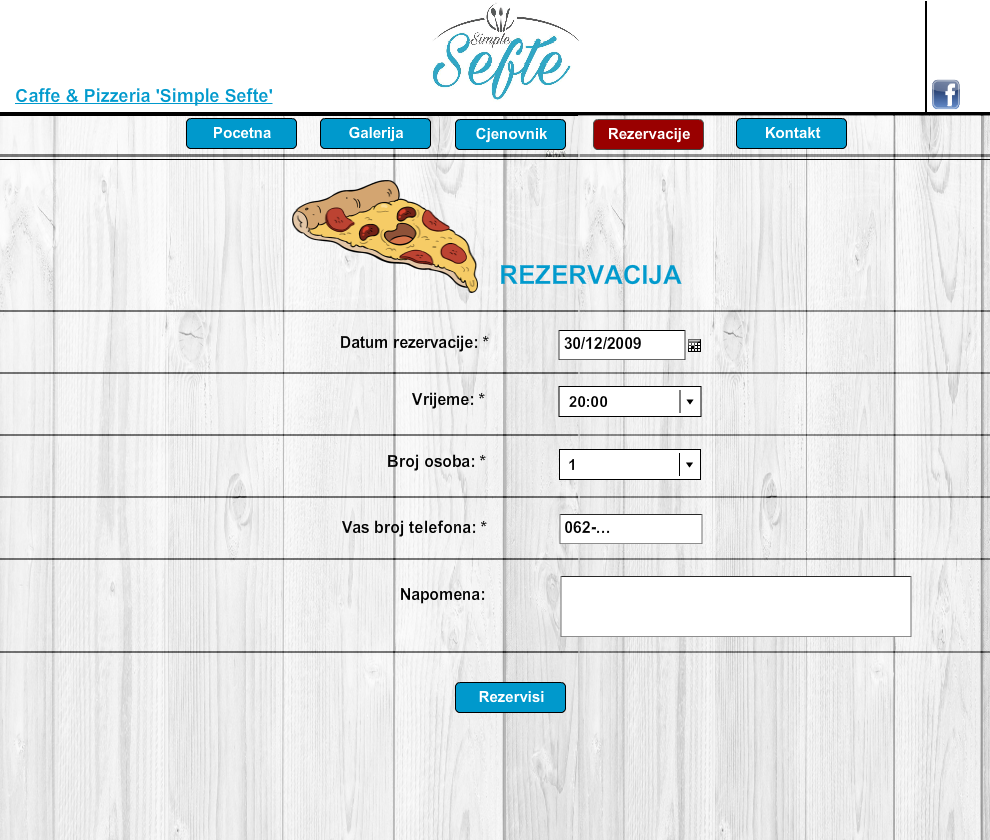 Simple
Sefte
Caffe & Pizzeria 'Simple Sefte'
f
Pocetna Galerija Cjenovnik Rezervacije Kontakt
REZERVACIJA
Datum rezervacije: * 30/12/2009
Vrijeme: * 20:00
Broj osoba: * 1
Vas broj telefona: * 062-...
Napomena:
Rezervisi